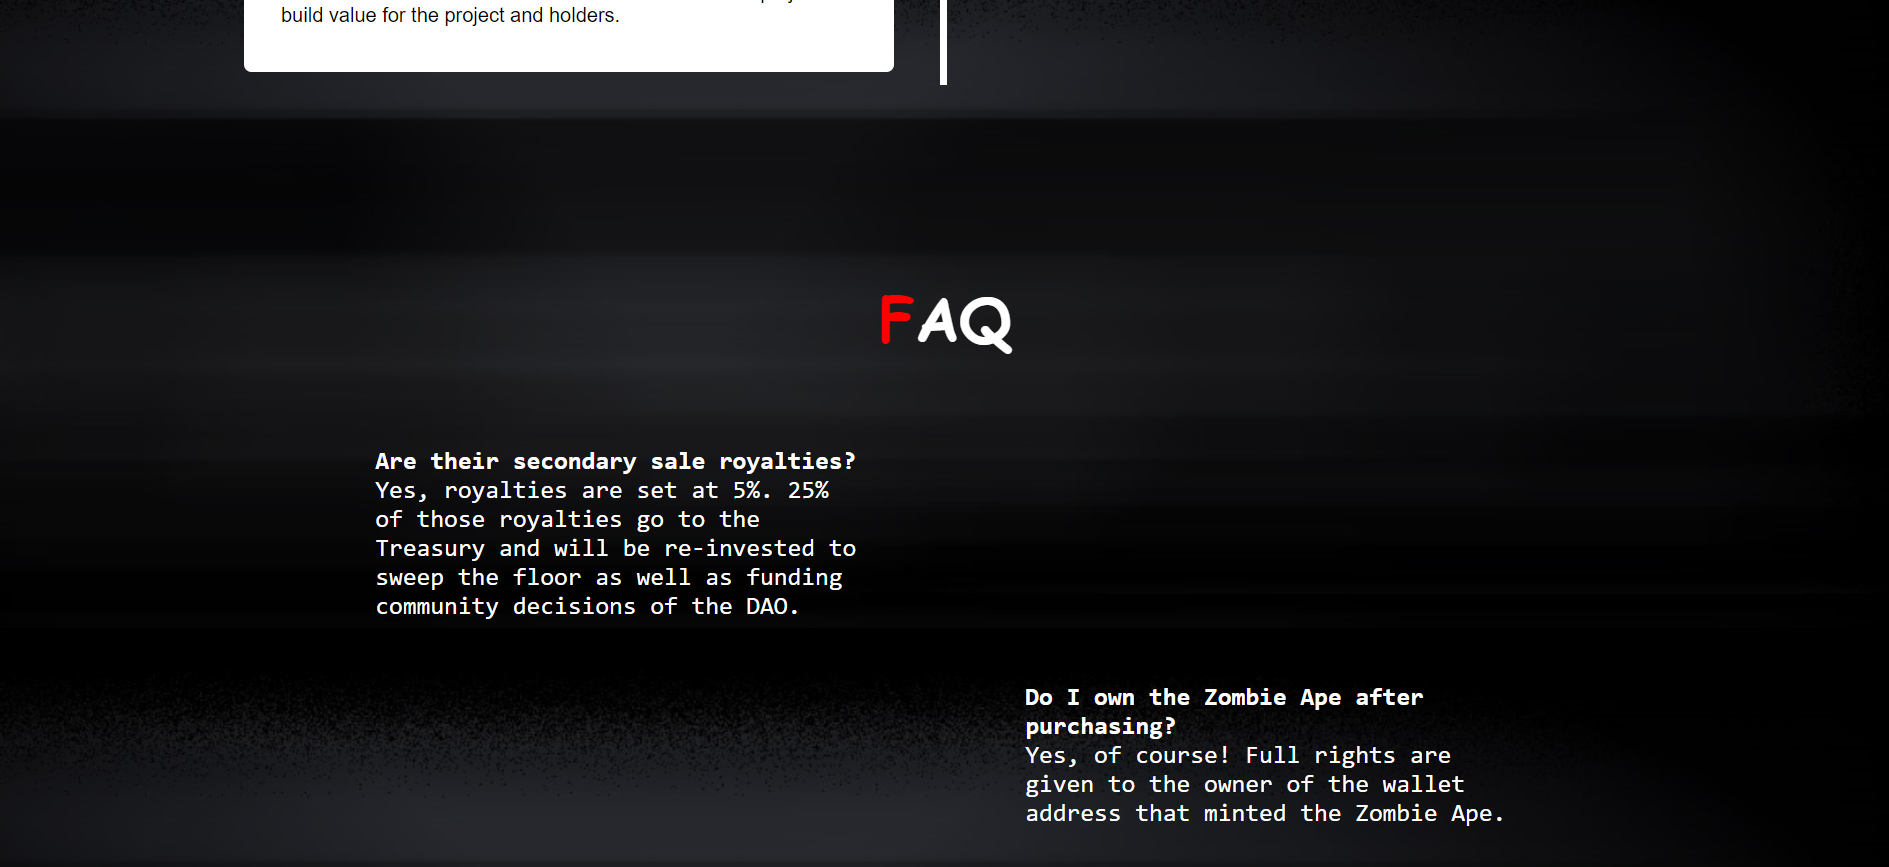 build value for the project and holders.
FAQ
Are their secondary sale royalties?
Yes, royalties are set at 5%. 25%
of those royalties go to the
Treasury and will be re-invested to
sweep the floor as well as funding
community decisions of the DAO.
Do I own the Zombie Ape after
purchasing?
Yes, of course! Full rights are
given to the owner of the wallet
address that minted the Zombie Ape.